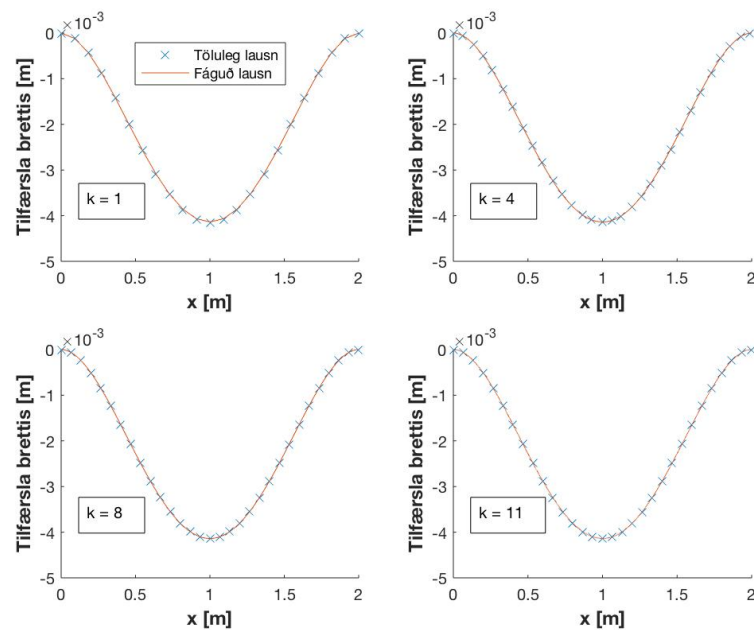 × 10⁻³
0
-1
-2
-3
-4
-5
Tilfærsla brettis [m]
× Töluleg lausn
Fáguð lausn
k = 1
0 0.5 1 1.5 2
x [m]
× 10⁻³
0
-1
-2
-3
-4
-5
Tilfærsla brettis [m]
k = 4
0 0.5 1 1.5 2
x [m]
× 10⁻³
0
-1
-2
-3
-4
-5
Tilfærsla brettis [m]
k = 8
0 0.5 1 1.5 2
x [m]
× 10⁻³
0
-1
-2
-3
-4
-5
Tilfærsla brettis [m]
k = 11
0 0.5 1 1.5 2
x [m]